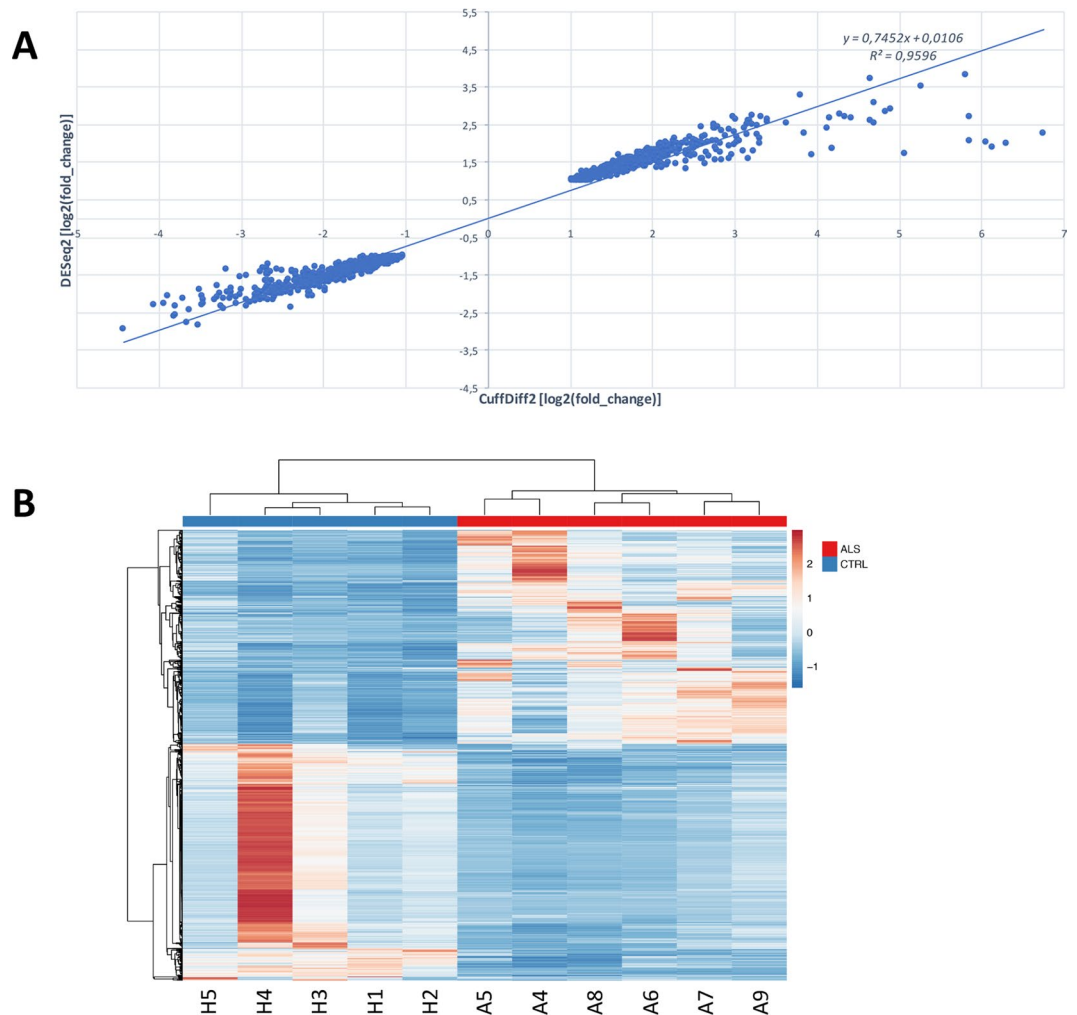 A
5,5
4,5
3,5
2,5
1,5
0,5
-0,5
-1,5
-2,5
-3,5
-4,5
y = 0,7452x + 0,0106
R² = 0,9596
DESeq2 [log2(fold_change)]
-5 -4 -3 -2 -1 0 1 2 3 4 5 6 7
CuffDiff2 [log2(fold_change)]
B
2
1
0
-1
ALS
CTRL
H5 H4 H3 H1 H2 A5 A4 A8 A6 A7 A9